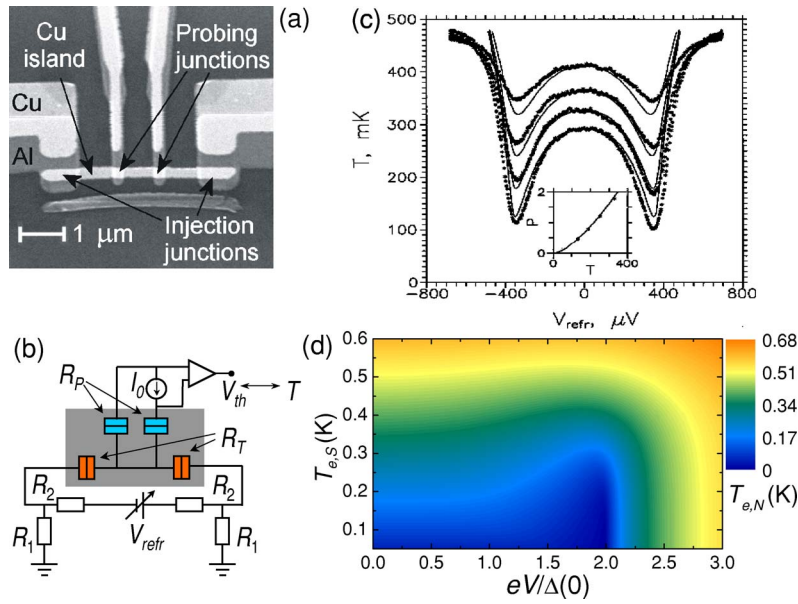 (a)
Cu
island
Probing
junctions
Cu
Al
Injection
junctions
1 μm
(b)
R_P
I_0
V_th
T
R_T
R_2
R_2
R_1
V_refr
R_1
(c)
500
400
300
200
100
0
T, mK
-800
-400
0
400
800
V_refr, μV
2
P
0
0
T
400
(d)
0.6
0.5
0.4
0.3
0.2
0.1
T_e,S(K)
0.0
0.5
1.0
1.5
2.0
2.5
3.0
eV/Δ(0)
0.68
0.51
0.34
0.17
0
T_e,N (K)